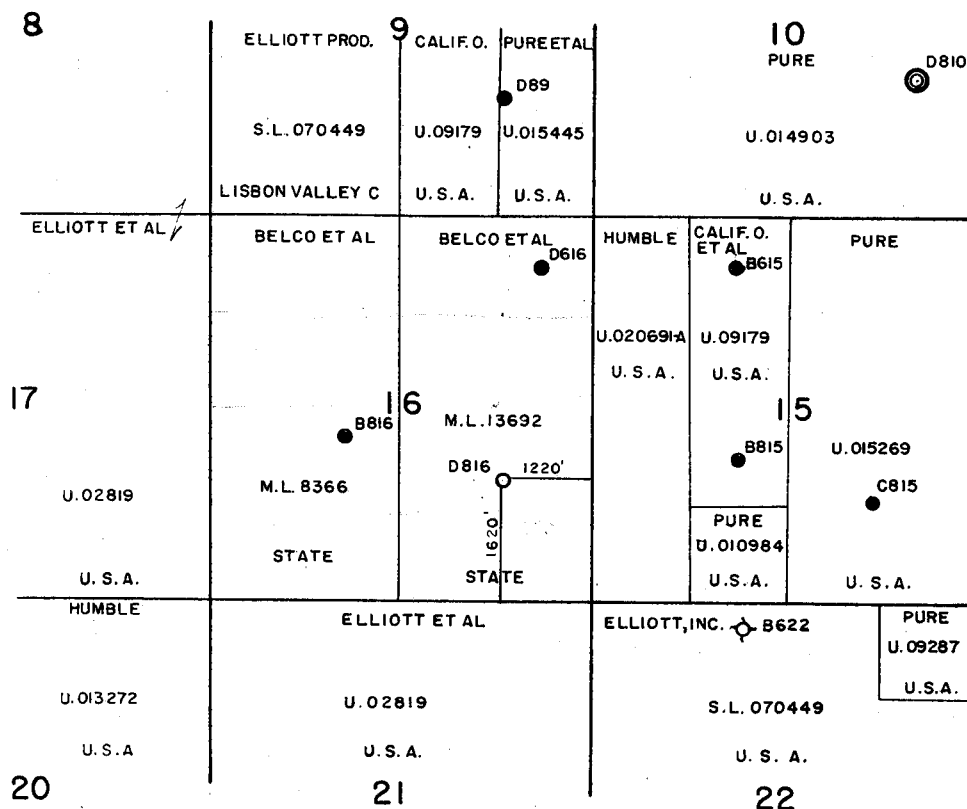 8
9
10
ELLIOTT PROD.
CALIF. O.
PURE ET AL
PURE
D810
D89
S.L. 070449
U.09179
U.015445
U.014903
LISBON VALLEY C
U.S.A.
U.S.A.
U.S.A.
ELLIOTT ET AL
BELCO ET AL
BELCO ET AL
HUMBLE
CALIF. O.
ET AL
PURE
D616
B615
U.020691-A
U.09179
U.S.A.
U.S.A.
17
16
15
B816
M.L. 13692
B815
U.015269
D816
1220'
C815
U.02819
M.L. 8366
1620'
PURE
U.010984
STATE
STATE
U.S.A.
U.S.A.
U.S.A.
HUMBLE
ELLIOTT ET AL
ELLIOTT, INC.
B622
PURE
U.09287
U.S.A.
U.013272
U.02819
S.L. 070449
U.S.A
U.S.A.
U.S.A.
20
21
22